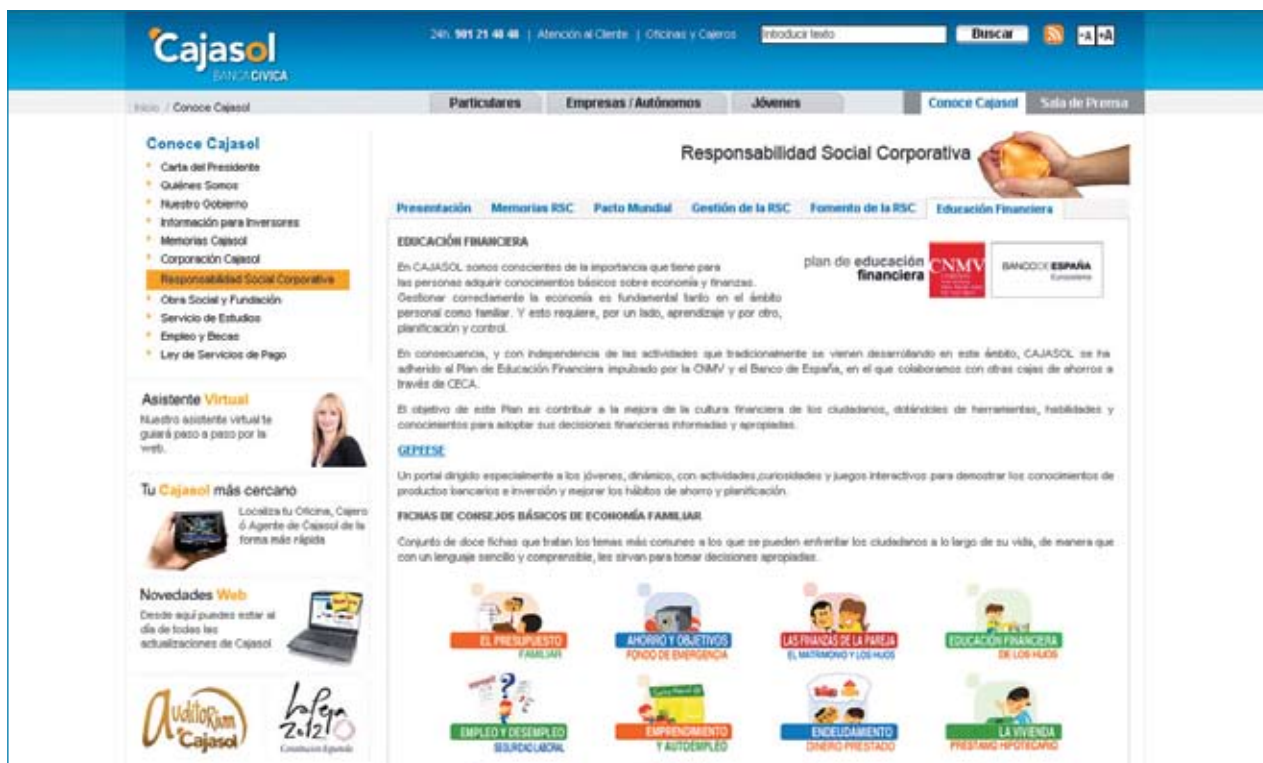 Cajasol
BANCA CIVICA
24h. 901 21 40 40 | Atención al Cliente | Oficinas y Cajeros
Introducir texto
Buscar
-A +A
Inicio / Conoce Cajasol
Particulares
Empresas / Autónomos
Jóvenes
Conoce Cajasol
Sala de Prensa
Conoce Cajasol
Carta del Presidente
Quiénes Somos
Nuestro Gobierno
Información para Inversores
Memorias Cajasol
Corporación Cajasol
Responsabilidad Social Corporativa
Obra Social y Fundación
Servicio de Estudios
Empleo y Becas
Ley de Servicios de Pago
Asistente Virtual
Nuestro asistente virtual te
guiará paso a paso por la
web.
Tu Cajasol más cercano
Localiza tu Oficina, Cajero
ó Agente de Cajasol de la
forma más rápida
Novedades Web
Desde aquí puedes estar al
día de todas las
actualizaciones de Cajasol
Auditorium
Cajasol
La Pepa
2012
Constitución Española
Responsabilidad Social Corporativa
Presentación
Memorias RSC
Pacto Mundial
Gestión de la RSC
Fomento de la RSC
Educación Financiera
EDUCACIÓN FINANCIERA
En CAJASOL somos conscientes de la importancia que tiene para
las personas adquirir conocimientos básicos sobre economía y finanzas.
Gestionar correctamente la economía es fundamental tanto en el ámbito
personal como familiar. Y esto requiere, por un lado, aprendizaje y por otro,
planificación y control.
plan de educación
financiera
CNMV
BANCO DE ESPAÑA
Eurosistema
En consecuencia, y con independencia de las actividades que tradicionalmente se vienen desarrollando en este ámbito, CAJASOL se ha
adherido al Plan de Educación Financiera impulsado por la CNMV y el Banco de España, en el que colaboramos con otras cajas de ahorros a
través de CECA.
El objetivo de este Plan es contribuir a la mejora de la cultura financiera de los ciudadanos, dotándoles de herramientas, habilidades y
conocimientos para adoptar sus decisiones financieras informadas y apropiadas.
GEPEESE
Un portal dirigido especialmente a los jóvenes, dinámico, con actividades,curiosidades y juegos interactivos para demostrar los conocimientos de
productos bancarios e inversión y mejorar los hábitos de ahorro y planificación.
FICHAS DE CONSEJOS BÁSICOS DE ECONOMÍA FAMILIAR
Conjunto de doce fichas que tratan los temas más comunes a los que se pueden enfrentar los ciudadanos a lo largo de su vida, de manera que
con un lenguaje sencillo y comprensible, les sirvan para tomar decisiones apropiadas.
EL PRESUPUESTO
FAMILIAR
AHORRO Y OBJETIVOS
FONDO DE EMERGENCIA
LAS FINANZAS DE LA PAREJA
EL MATRIMONIO Y LOS HIJOS
EDUCACIÓN FINANCIERA
DE LOS HIJOS
EMPLEO Y DESEMPLEO
SEGURIDAD LABORAL
EMPRENDIMIENTO
Y AUTOEMPLEO
ENDEUDAMIENTO
DINERO PRESTADO
LA VIVIENDA
PRESTAMO HIPOTECARIO